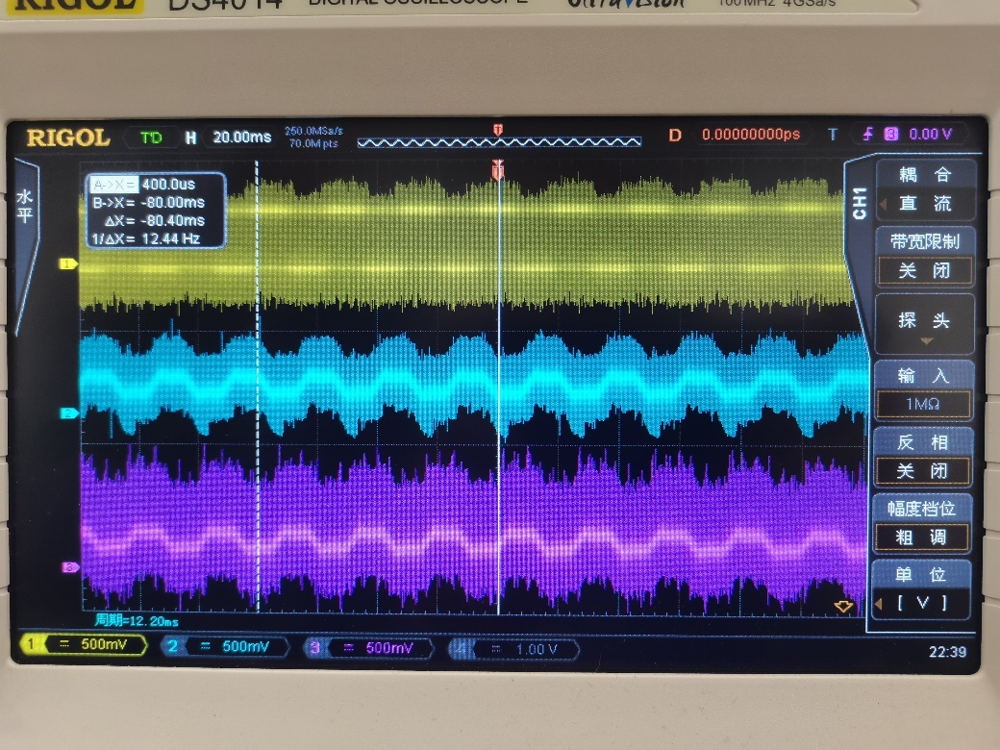 RIGOL DS4014 DIGITAL OSCILLOSCOPE UltraVision 100MHz 4GSa/s
RIGOL T'D H 20.00ms 250.0MSa/s 70.0Mpts D 0.00000000ps T 3 0.00 V
水平
A->X= 400.0us
B->X= -80.00ms
ΔX= -80.40ms
1/ΔX= 12.44 Hz
CH1
耦 合
直 流
带宽限制
关 闭
探 头
输 入
1MΩ
反 相
关 闭
幅度档位
粗 调
单 位
[ V ]
T
T
1
2
3
周期=12.20ms
1 = 500mV 2 = 500mV 3 = 500mV 4 = 1.00 V
22:39